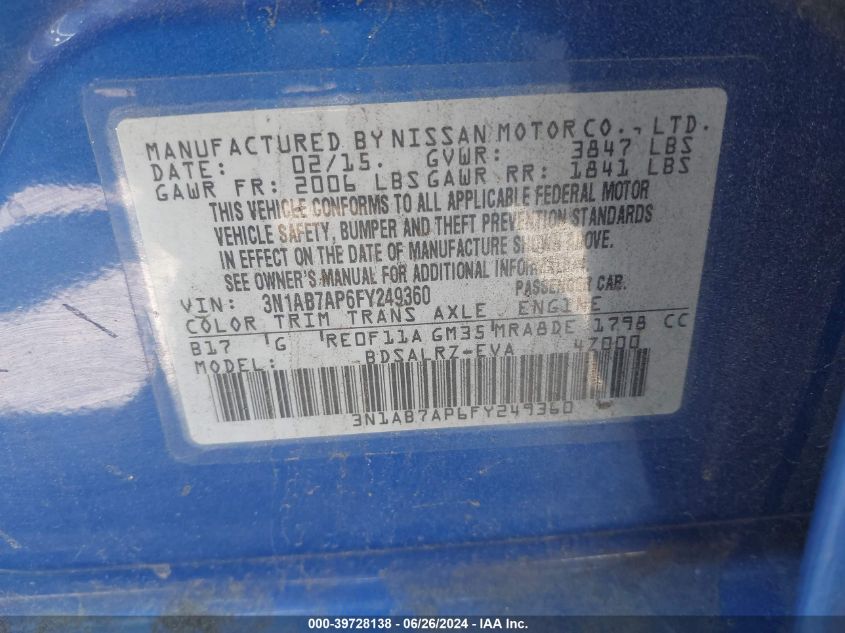 MANUFACTURED BY NISSAN MOTOR CO., LTD.
DATE: 02/15. GVWR: 3847 LBS
GAWR FR: 2006 LBS GAWR RR: 1841 LBS
THIS VEHICLE CONFORMS TO ALL APPLICABLE FEDERAL MOTOR
VEHICLE SAFETY, BUMPER AND THEFT PREVENTION STANDARDS
IN EFFECT ON THE DATE OF MANUFACTURE SHOWN ABOVE.
SEE OWNER'S MANUAL FOR ADDITIONAL INFORMATION.
VIN: 3N1AB7AP6FY249360 PASSENGER CAR.
COLOR TRIM TRANS AXLE ENGINE
B17 G RE0F11A GM35 MRA8DE 1798 CC
MODEL: BDSALRZ-EVA 47000
3N1AB7AP6FY249360
000-39728138 - 06/26/2024 - IAA Inc.